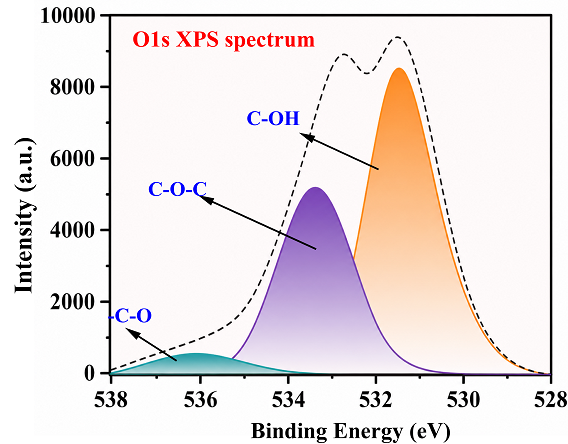 O1s XPS spectrum
10000
8000
6000
4000
2000
0
Intensity (a.u.)
C-OH
C-O-C
-C-O
538
536
534
532
530
528
Binding Energy (eV)